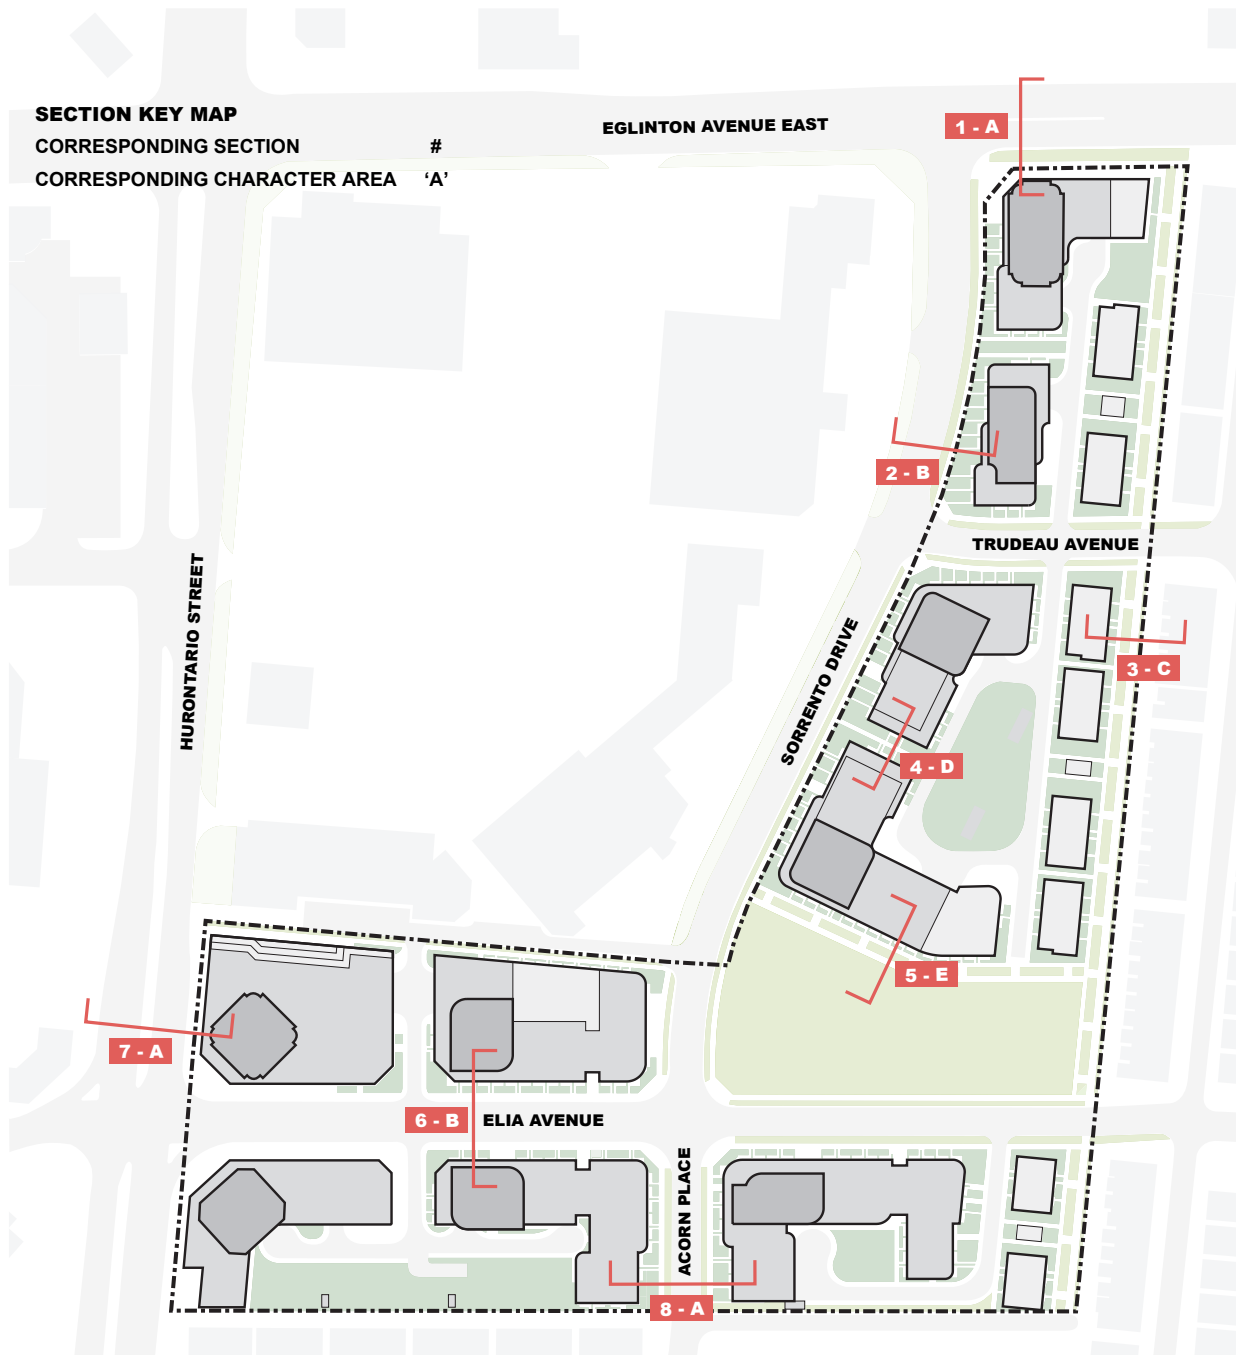 SECTION KEY MAP
CORRESPONDING SECTION #
CORRESPONDING CHARACTER AREA ‘A’
EGLINTON AVENUE EAST
1 - A
2 - B
TRUDEAU AVENUE
HURONTARIO STREET
SORRENTO DRIVE
3 - C
4 - D
5 - E
7 - A
6 - B
ELIA AVENUE
ACORN PLACE
8 - A